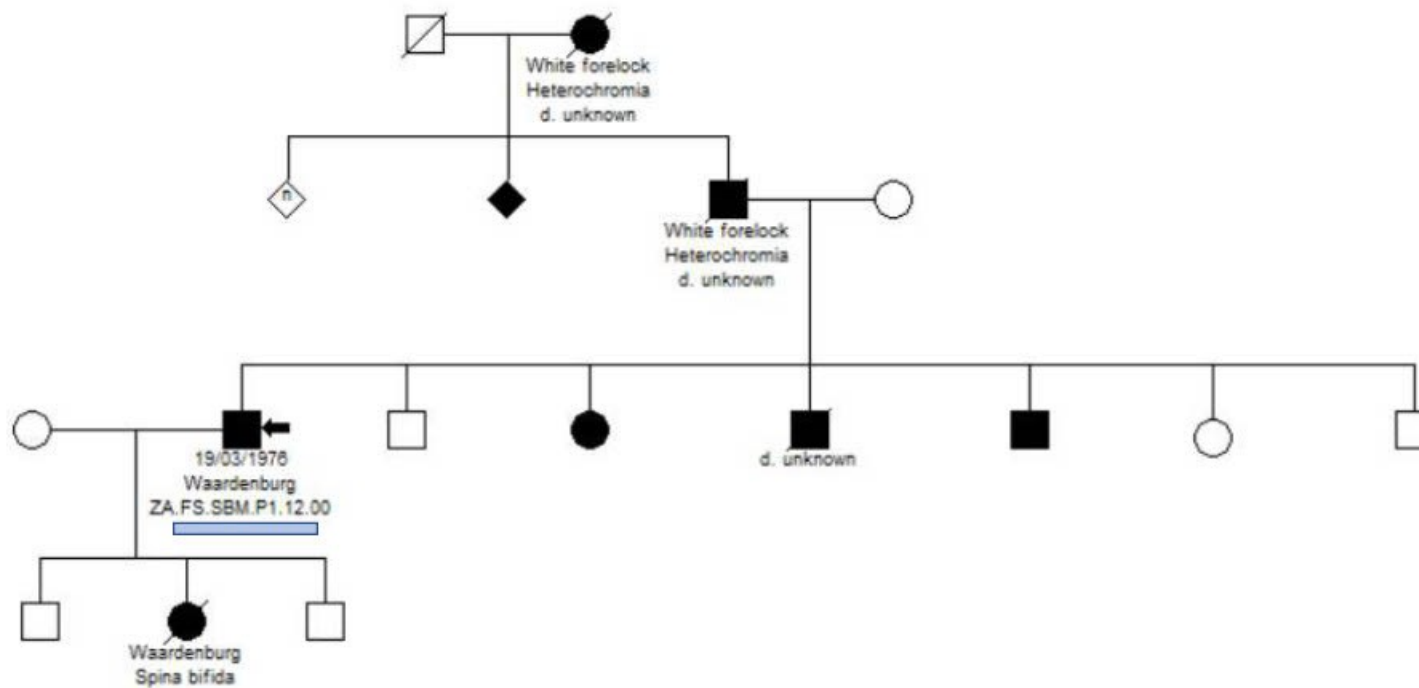 White forelock
Heterochromia
d. unknown
n
White forelock
Heterochromia
d. unknown
19/03/1976
Waardenburg
ZA.FS.SBM.P1.12.00
d. unknown
Waardenburg
Spina bifida